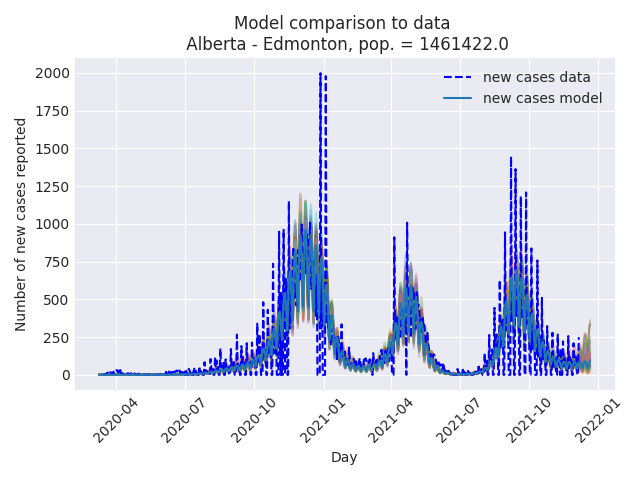 Model comparison to data
Alberta - Edmonton, pop. = 1461422.0
new cases data
new cases model
Number of new cases reported
2000
1750
1500
1250
1000
750
500
250
0
2020-04
2020-07
2020-10
2021-01
2021-04
2021-07
2021-10
2022-01
Day